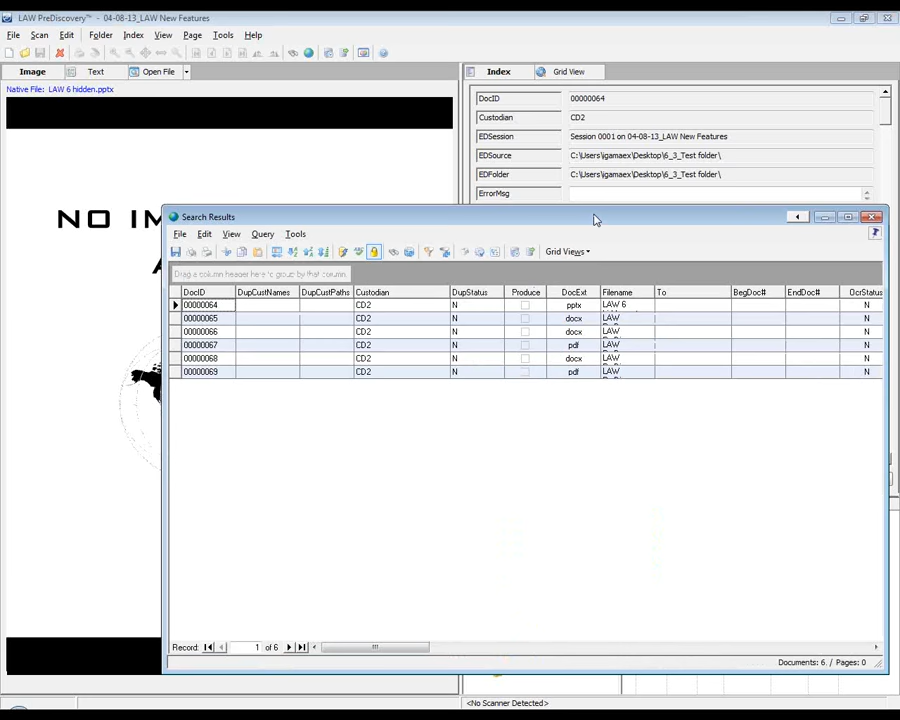 LAW PreDiscovery™ - 04-08-13_LAW New Features
File Scan Edit Folder Index View Page Tools Help
Image Text Open File Index Grid View
Native File: LAW 6 hidden.pptx
DocID 00000064
Custodian CD2
EDSession Session 0001 on 04-08-13_LAW New Features
EDSource C:\Users\igamaex\Desktop\6_3_Test folder\
EDFolder C:\Users\igamaex\Desktop\6_3_Test folder\
ErrorMsg
NO IM
Search Results
File Edit View Query Tools
Grid Views
Drag a column header here to group by that column.
DocID DupCustNames DupCustPaths Custodian DupStatus Produce DocExt Filename To BegDoc# EndDoc# OcrStatus
00000064 CD2 N pptx LAW 6 N
00000065 CD2 N docx LAW N
00000066 CD2 N docx LAW N
00000067 CD2 N pdf LAW N
00000068 CD2 N docx LAW N
00000069 CD2 N pdf LAW N
Record: 1 of 6
Documents: 6 / Pages: 0
<No Scanner Detected>